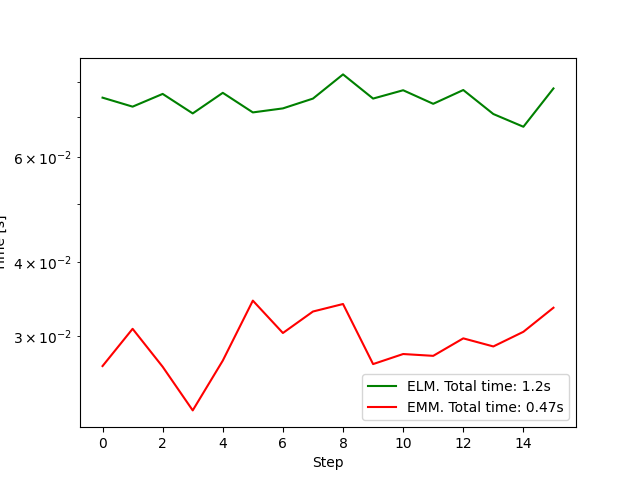 6 × 10⁻²
4 × 10⁻²
3 × 10⁻²
Time [s]
ELM. Total time: 1.2s
EMM. Total time: 0.47s
0 2 4 6 8 10 12 14
Step